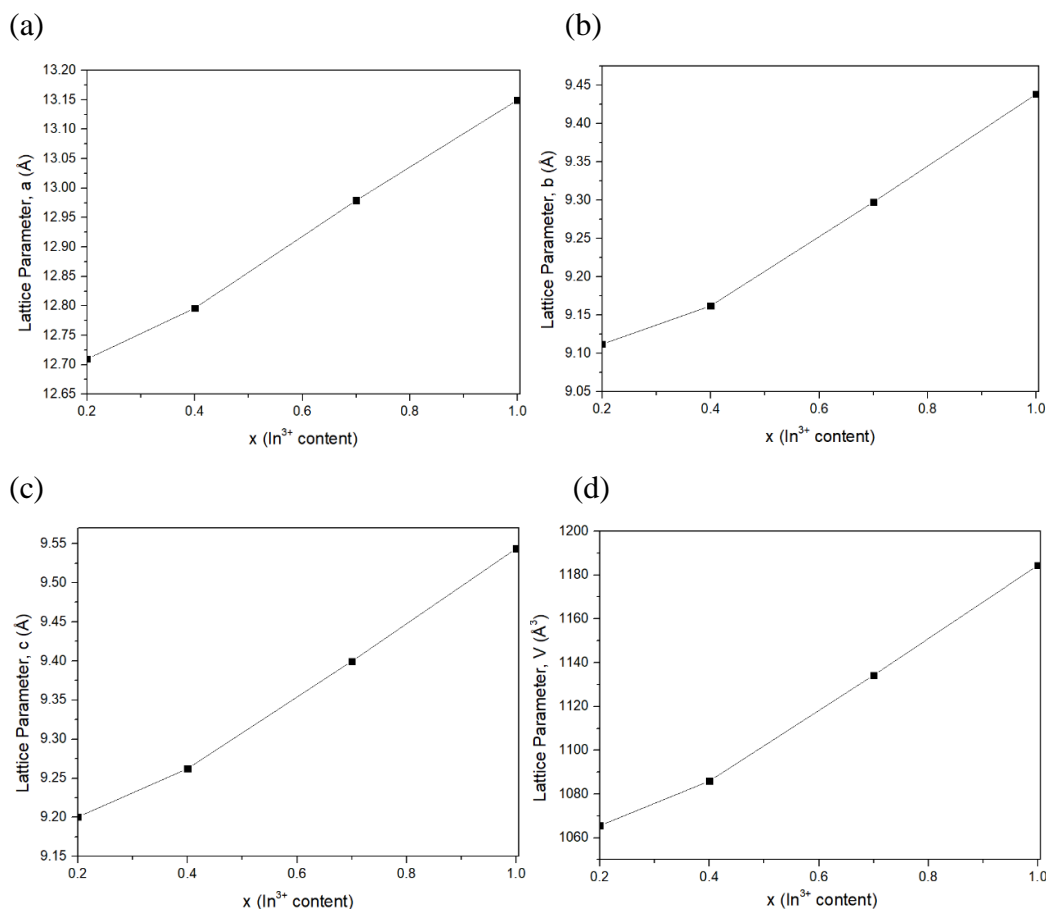 (a)
13.20
13.15
13.10
13.05
13.00
12.95
12.90
12.85
12.80
12.75
12.70
12.65
Lattice Parameter, a (Å)
0.2 0.4 0.6 0.8 1.0
x (In³⁺ content)
(b)
9.45
9.40
9.35
9.30
9.25
9.20
9.15
9.10
9.05
Lattice Parameter, b (Å)
0.2 0.4 0.6 0.8 1.0
x (In³⁺ content)
(c)
9.55
9.50
9.45
9.40
9.35
9.30
9.25
9.20
9.15
Lattice Parameter, c (Å)
0.2 0.4 0.6 0.8 1.0
x (In³⁺ content)
(d)
1200
1180
1160
1140
1120
1100
1080
1060
Lattice Parameter, V (Å³)
0.2 0.4 0.6 0.8 1.0
x (In³⁺ content)